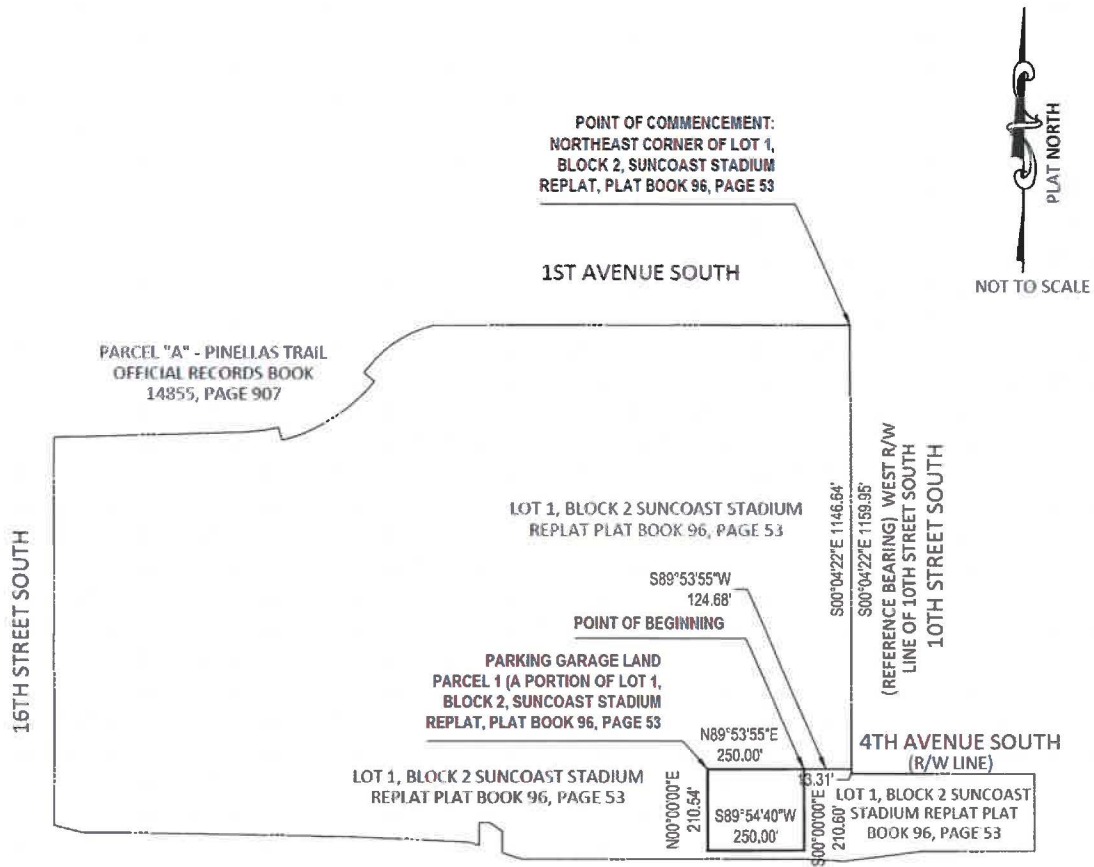 POINT OF COMMENCEMENT:
NORTHEAST CORNER OF LOT 1,
BLOCK 2, SUNCOAST STADIUM
REPLAT, PLAT BOOK 96, PAGE 53
PLAT NORTH
NOT TO SCALE
1ST AVENUE SOUTH
PARCEL "A" - PINELLAS TRAIL
OFFICIAL RECORDS BOOK
14855, PAGE 907
16TH STREET SOUTH
LOT 1, BLOCK 2 SUNCOAST STADIUM
REPLAT PLAT BOOK 96, PAGE 53
S00°04'22"E 1146.64'
S00°04'22"E 1159.95'
(REFERENCE BEARING) WEST R/W
LINE OF 10TH STREET SOUTH
10TH STREET SOUTH
S89°53'55"W
124.68'
POINT OF BEGINNING
PARKING GARAGE LAND
PARCEL 1 (A PORTION OF LOT 1,
BLOCK 2, SUNCOAST STADIUM
REPLAT, PLAT BOOK 96, PAGE 53
N89°53'55"E
250.00'
4TH AVENUE SOUTH
(R/W LINE)
13.31'
LOT 1, BLOCK 2 SUNCOAST STADIUM
REPLAT PLAT BOOK 96, PAGE 53
N00°00'00"E
210.54'
S89°54'40"W
250.00'
S00°00'00"E
210.60'
LOT 1, BLOCK 2 SUNCOAST
STADIUM REPLAT PLAT
BOOK 96, PAGE 53